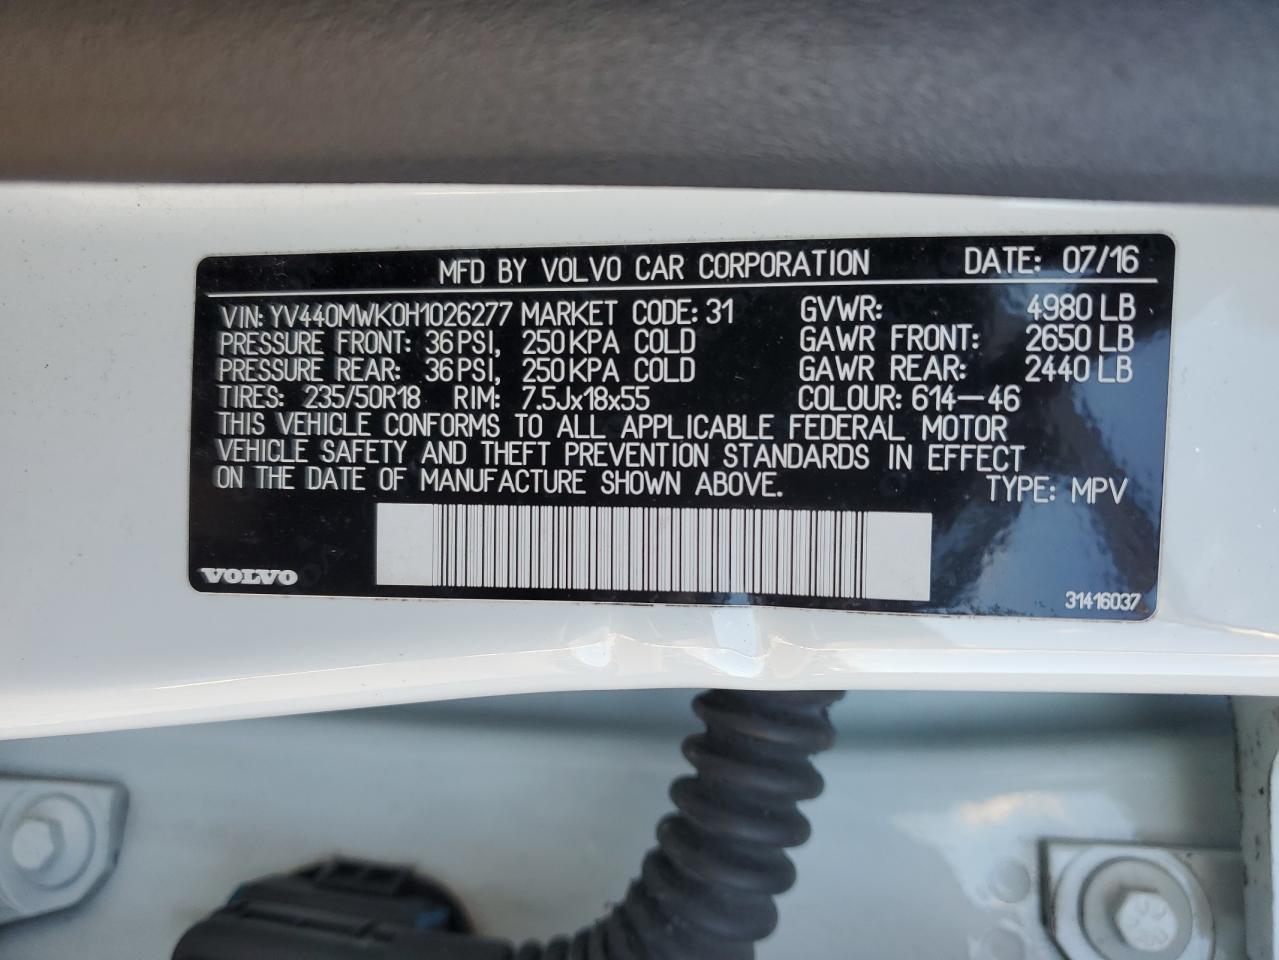 MFD BY VOLVO CAR CORPORATION DATE: 07/16
VIN: YV440MWK0H1026277 MARKET CODE: 31 GVWR: 4980 LB
PRESSURE FRONT: 36 PSI, 250 KPA COLD GAWR FRONT: 2650 LB
PRESSURE REAR: 36 PSI, 250 KPA COLD GAWR REAR: 2440 LB
TIRES: 235/50R18 RIM: 7.5Jx18x55 COLOUR: 614-46
THIS VEHICLE CONFORMS TO ALL APPLICABLE FEDERAL MOTOR
VEHICLE SAFETY AND THEFT PREVENTION STANDARDS IN EFFECT
ON THE DATE OF MANUFACTURE SHOWN ABOVE. TYPE: MPV
VOLVO
31416037